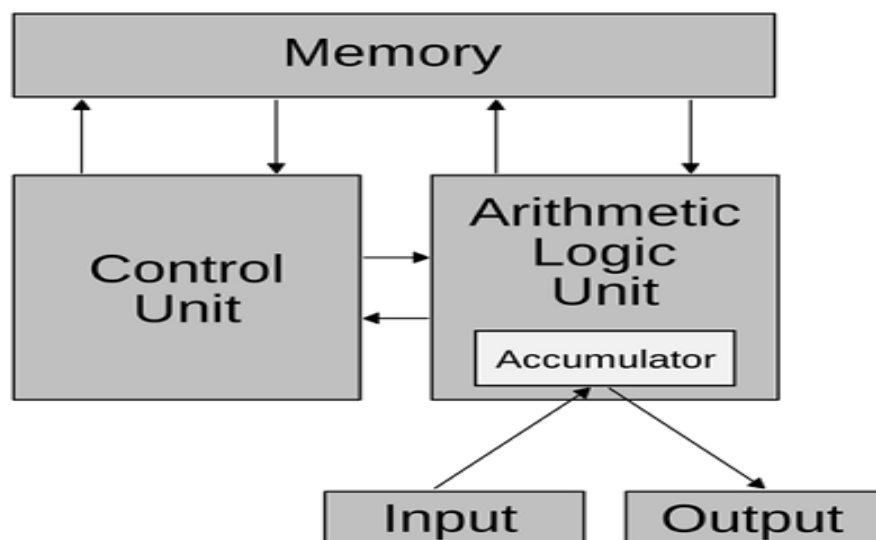 Memory
Control
Unit
Arithmetic
Logic
Unit
Accumulator
Input
Output